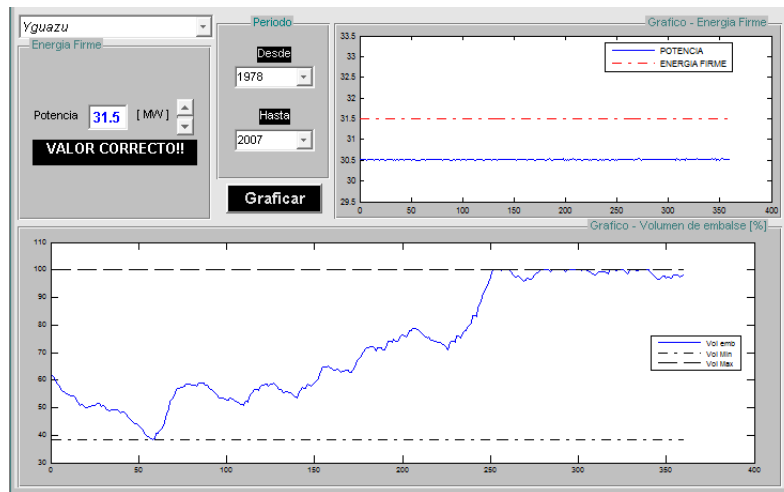 Yguazu
Energia Firme
Potencia 31.5 [ MW ]
VALOR CORRECTO!!
Periodo
Desde
1978
Hasta
2007
Graficar
Grafico - Energia Firme
33.5
33
32.5
32
31.5
31
30.5
30
29.5
0 50 100 150 200 250 300 350 400
POTENCIA
ENERGIA FIRME
Grafico - Volumen de embalse [%]
110
100
90
80
70
60
50
40
30
0 50 100 150 200 250 300 350 400
Vol emb
Vol Min
Vol Max